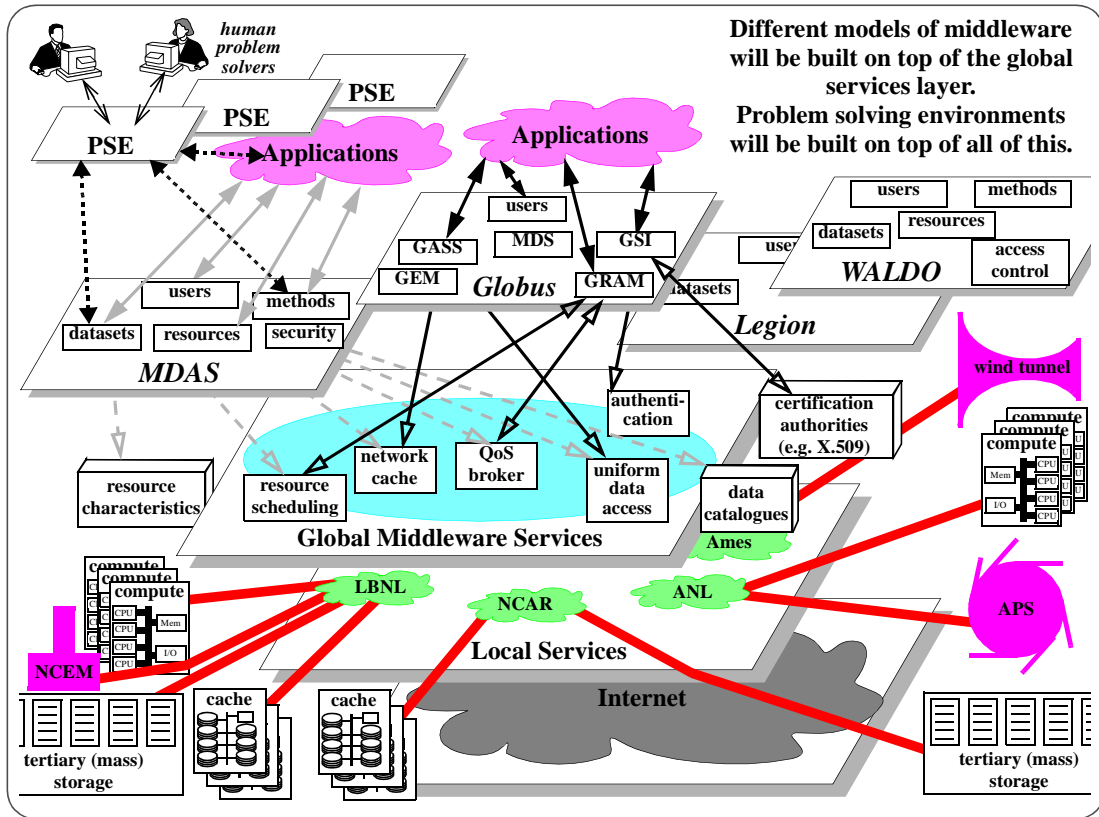 human
problem
solvers
Different models of middleware
will be built on top of the global
services layer.
Problem solving environments
will be built on top of all of this.
PSE
PSE
PSE
Applications
Applications
users
GASS
MDS
GSI
GEM
GRAM
Globus
users
methods
resources
datasets
access
control
WALDO
datasets
Legion
users
methods
datasets
resources
security
MDAS
authenti-
cation
certification
authorities
(e.g. X.509)
wind tunnel
network
cache
QoS
broker
resource
scheduling
uniform
data
access
data
catalogues
resource
characteristics
Global Middleware Services
compute
compute
compute
CPU
CPU
CPU
CPU
Mem
I/O
Ames
LBNL
NCAR
ANL
APS
Local Services
compute
compute
compute
CPU
CPU
CPU
CPU
Mem
I/O
NCEM
Internet
cache
cache
tertiary (mass)
storage
tertiary (mass)
storage